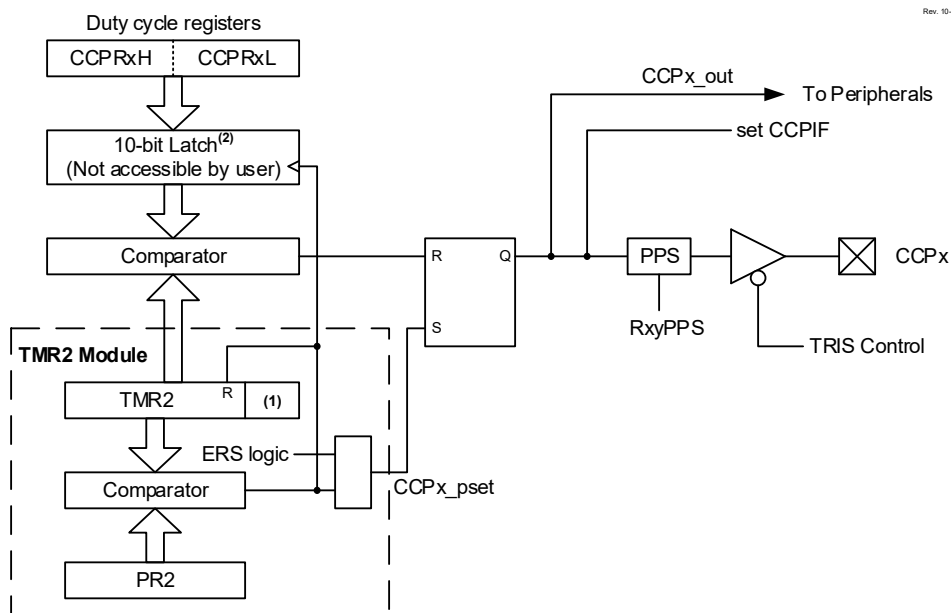 Rev. 10-
Duty cycle registers
CCPRxH CCPRxL
CCPx_out
To Peripherals
set CCPIF
10-bit Latch(2)
(Not accessible by user)
Comparator
R Q
S
PPS
CCPx
RxyPPS
TRIS Control
TMR2 Module
R
TMR2 (1)
ERS logic
Comparator
CCPx_pset
PR2